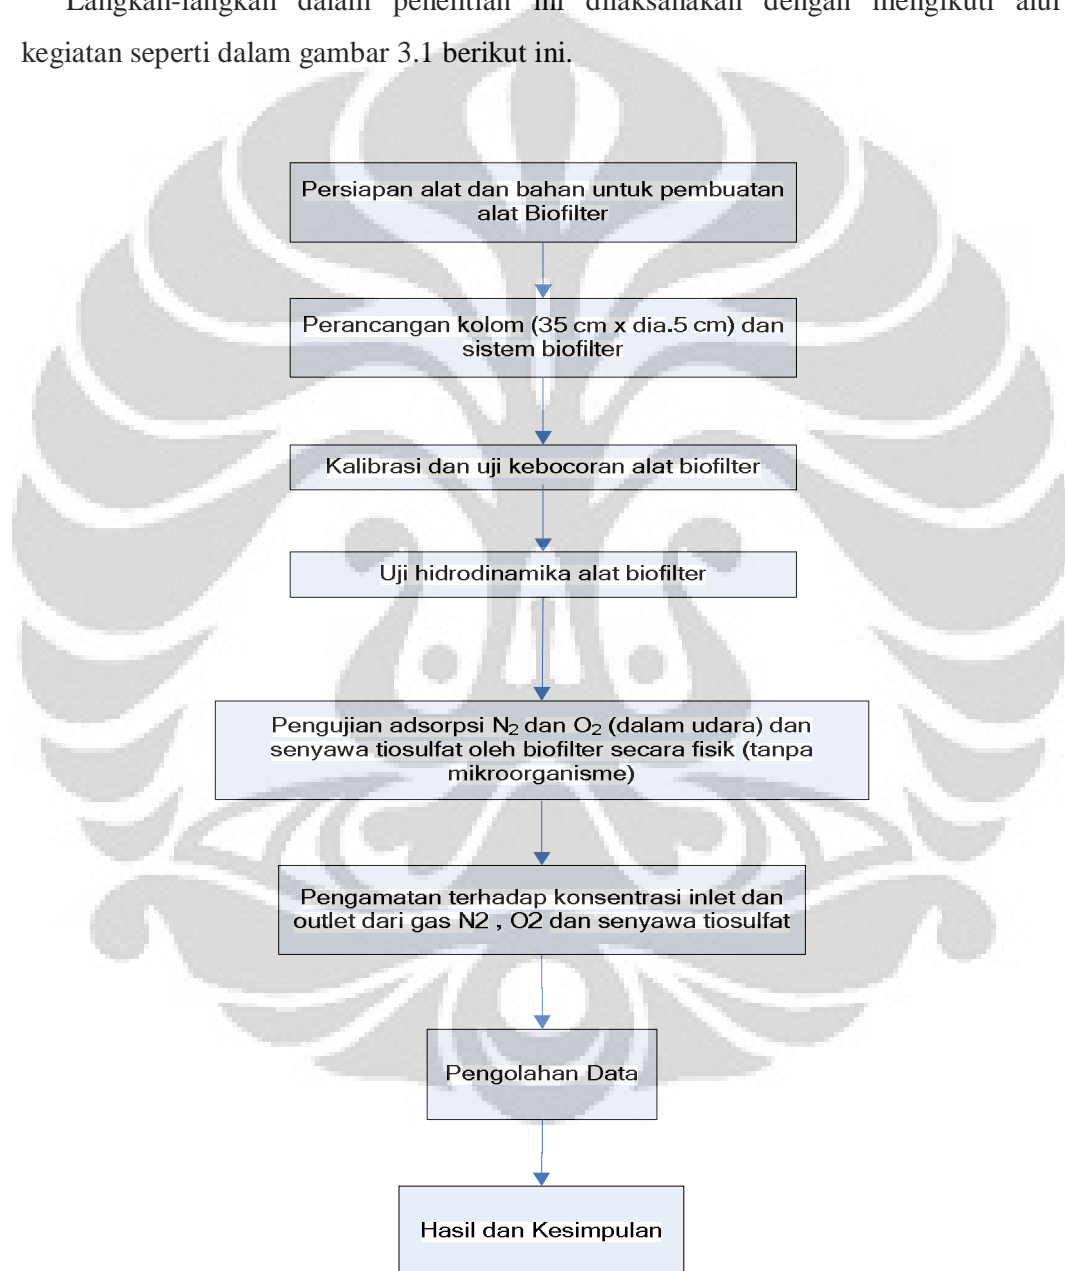 Langkah-langkah dalam penelitian ini dilaksanakan dengan mengikuti alur
kegiatan seperti dalam gambar 3.1 berikut ini.
Persiapan alat dan bahan untuk pembuatan
alat Biofilter
Perancangan kolom (35 cm x dia.5 cm) dan
sistem biofilter
Kalibrasi dan uji kebocoran alat biofilter
Uji hidrodinamika alat biofilter
Pengujian adsorpsi N₂ dan O₂ (dalam udara) dan
senyawa tiosulfat oleh biofilter secara fisik (tanpa
mikroorganisme)
Pengamatan terhadap konsentrasi inlet dan
outlet dari gas N2 , O2 dan senyawa tiosulfat
Pengolahan Data
Hasil dan Kesimpulan